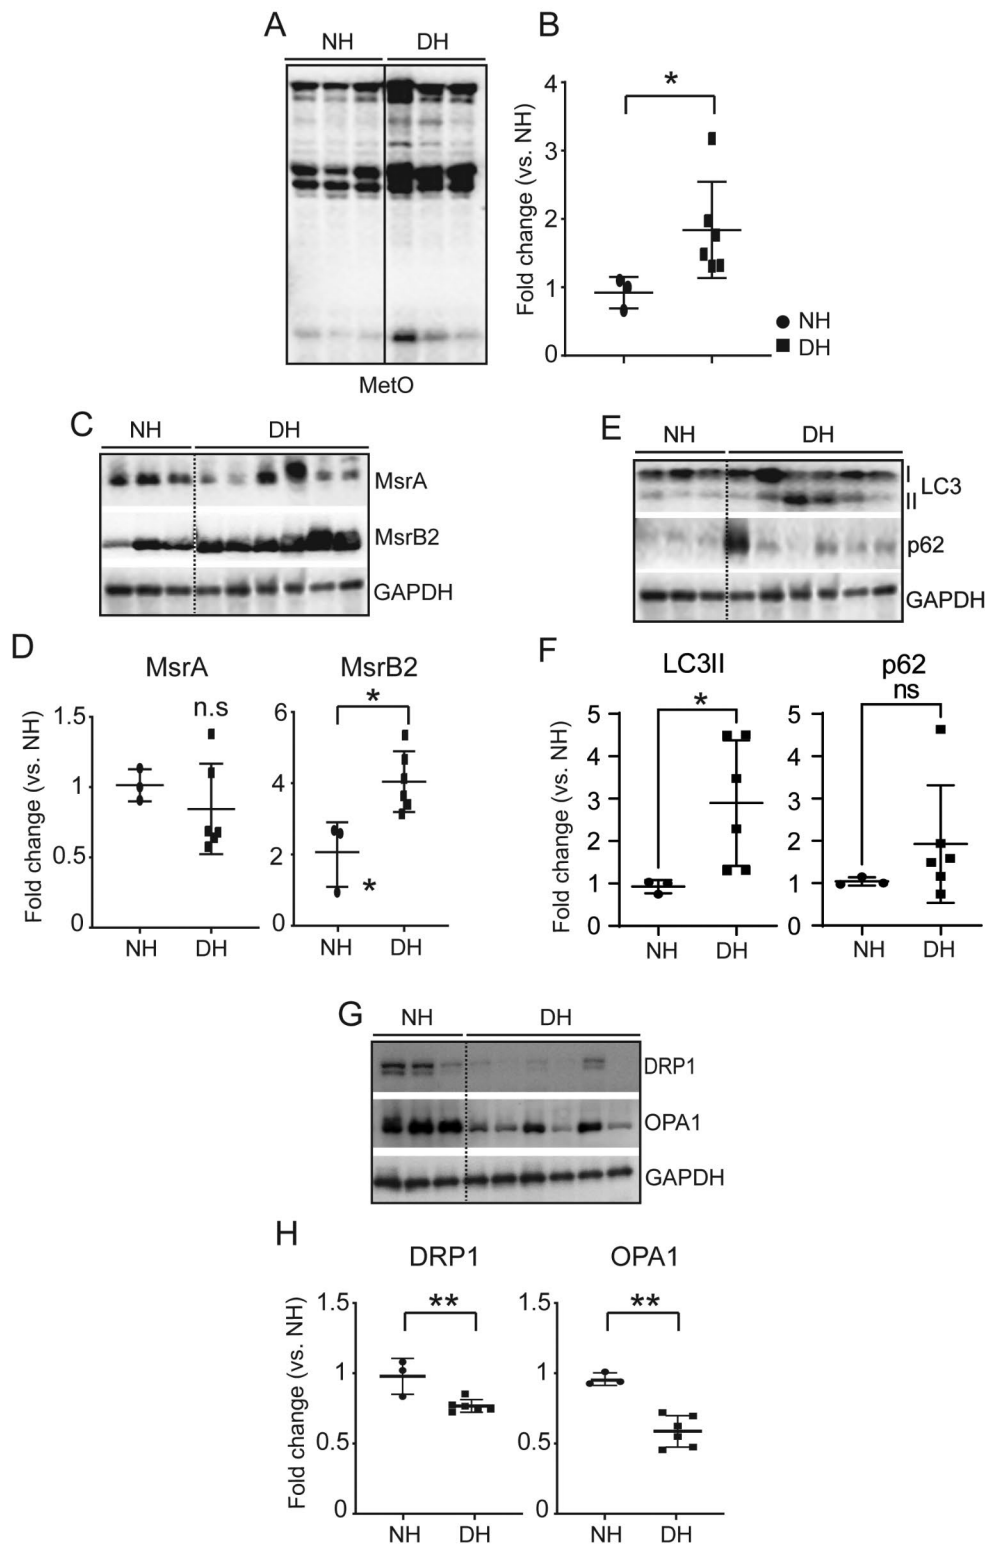 A
NH DH
MetO
B
*
Fold change (vs. NH)
4
3
2
1
0
NH
DH
C
NH DH
MsrA
MsrB2
GAPDH
E
NH DH
I
II
LC3
p62
GAPDH
D
MsrA
n.s
Fold change (vs. NH)
1.5
1
0.5
0
NH DH
MsrB2
*
6
4
2
0
*
NH DH
F
LC3II
*
Fold change (vs. NH)
5
4
3
2
1
0
NH DH
p62
ns
5
4
3
2
1
0
NH DH
G
NH DH
DRP1
OPA1
GAPDH
H
DRP1
**
Fold change (vs. NH)
1.5
1
0.5
0
NH DH
OPA1
**
1.5
1
0.5
0
NH DH